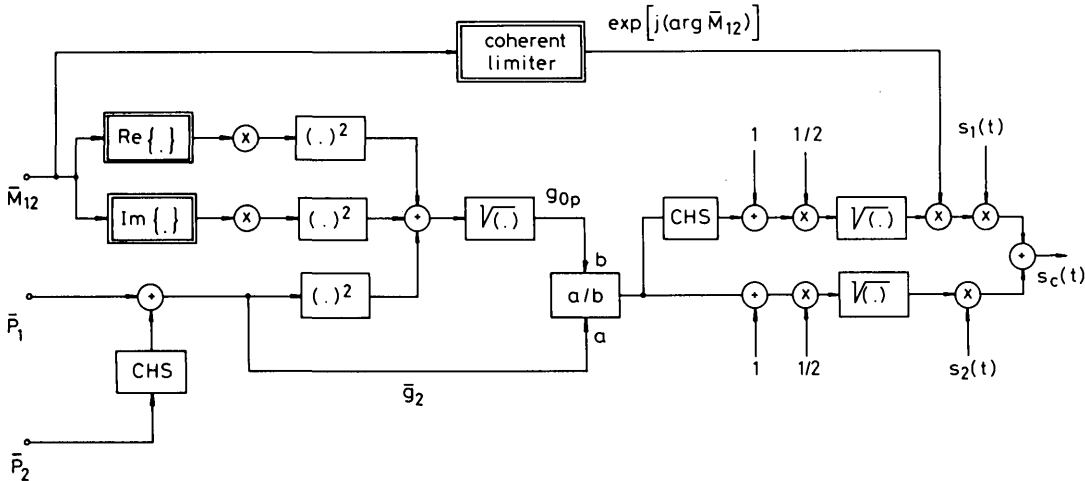 exp[j(arg M̄₁₂)]
coherent
limiter
1
1/2
s₁(t)
Re{.}
x
(.)²
M̄₁₂
Im{.}
x
(.)²
+
√(.)
g₀ₚ
CHS
+
x
√(.)
x
x
b
+
s_c(t)
P̄₁
+
(.)²
a/b
+
x
√(.)
x
a
CHS
ḡ₂
1
1/2
s₂(t)
P̄₂